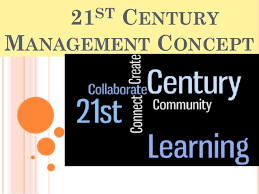 21ST CENTURY
MANAGEMENT CONCEPT
Create
Collaborate
Century
21st
Connect
Community
Learning